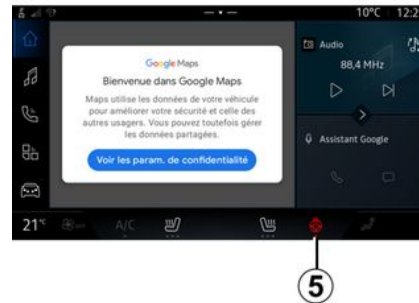 10°C 12:2
Google Maps
Bienvenue dans Google Maps
Maps utilise les données de votre véhicule
pour améliorer votre sécurité et celle des
autres usagers. Vous pouvez toutefois gérer
les données partagées.
Voir les param. de confidentialité
Audio
88,4 MHz
Assistant Google
21°C
OFF
A/C
5